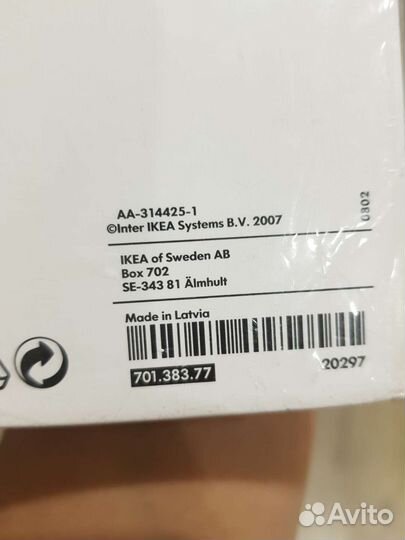 AA-314425-1
©Inter IKEA Systems B.V. 2007
0802
IKEA of Sweden AB
Box 702
SE-343 81 Älmhult
Made in Latvia
701.383.77
20297
Avito